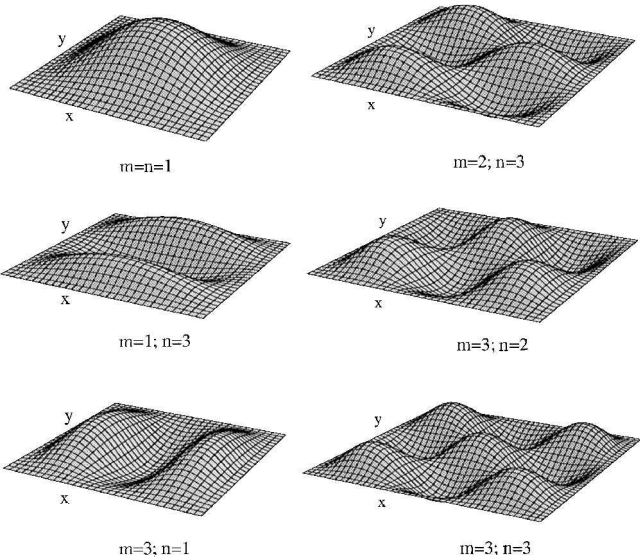 y
x
m=n=1
y
x
m=2; n=3
y
x
m=1; n=3
y
x
m=3; n=2
y
x
m=3; n=1
y
x
m=3; n=3